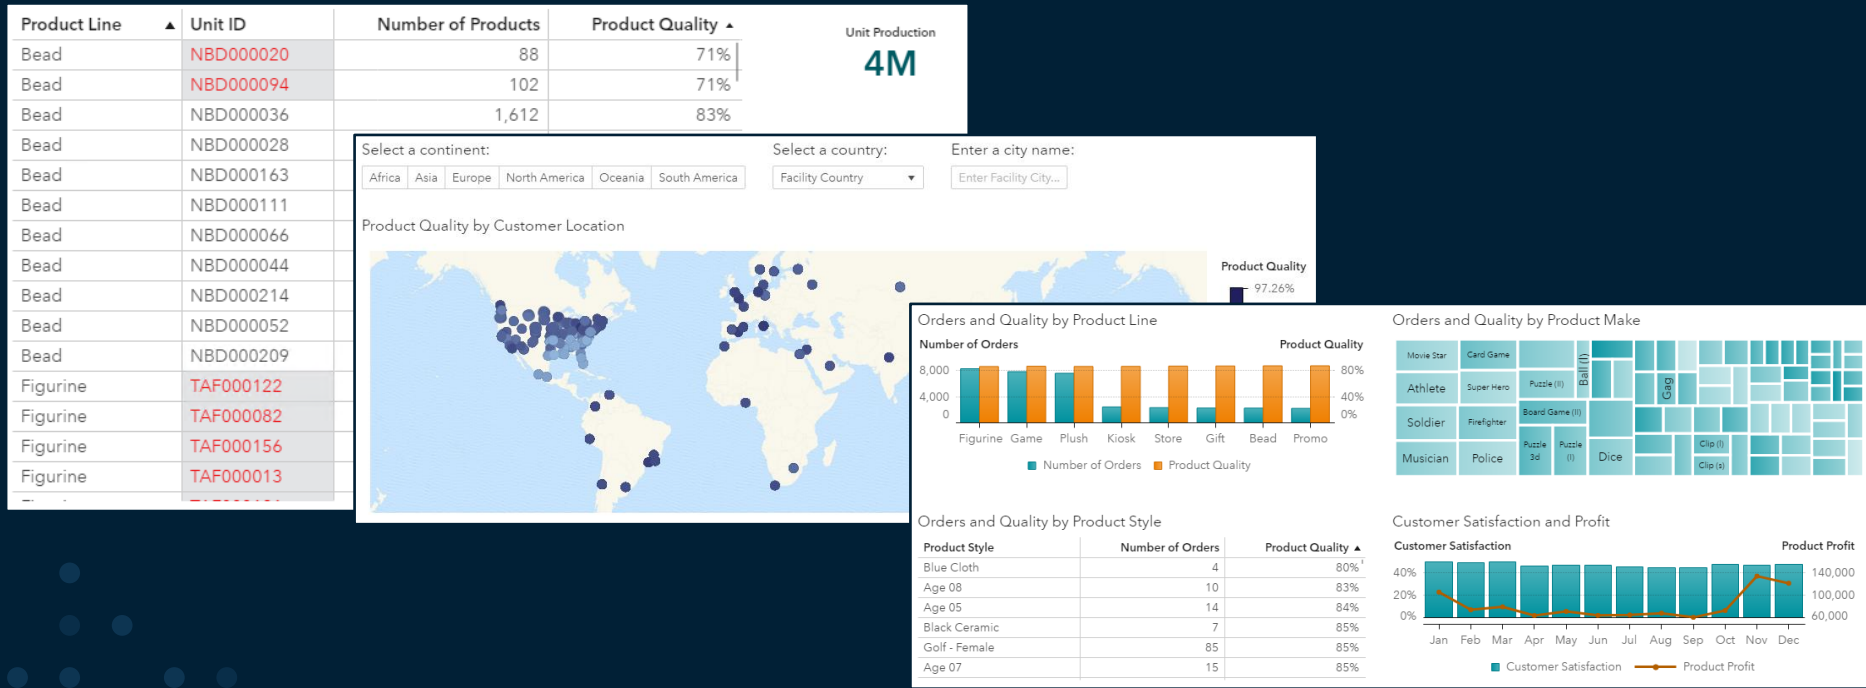 Product Line ▲ Unit ID Number of Products Product Quality ▲
Bead NBD000020 88 71%
Bead NBD000094 102 71%
Bead NBD000036 1,612 83%
Bead NBD000028
Bead NBD000163
Bead NBD000111
Bead NBD000066
Bead NBD000044
Bead NBD000214
Bead NBD000052
Bead NBD000209
Figurine TAF000122
Figurine TAF000082
Figurine TAF000156
Figurine TAF000013
Unit Production
4M
Select a continent: Select a country: Enter a city name:
Africa Asia Europe North America Oceania South America Facility Country ▼ Enter Facility City...
Product Quality by Customer Location
Product Quality
97.26%
Orders and Quality by Product Line
Number of Orders Product Quality
8,000 80%
4,000 40%
0 0%
Figurine Game Plush Kiosk Store Gift Bead Promo
Number of Orders Product Quality
Orders and Quality by Product Make
Movie Star Card Game
Athlete Super Hero Puzzle (II) Ball (I) Gag
Soldier Firefighter Board Game (II)
Musician Police Puzzle 3d Puzzle (I) Dice Clip (I)
Clip (s)
Orders and Quality by Product Style
Product Style Number of Orders Product Quality ▲
Blue Cloth 4 80%
Age 08 10 83%
Age 05 14 84%
Black Ceramic 7 85%
Golf - Female 85 85%
Age 07 15 85%
Customer Satisfaction and Profit
Customer Satisfaction Product Profit
40% 140,000
20% 100,000
0% 60,000
Jan Feb Mar Apr May Jun Jul Aug Sep Oct Nov Dec
Customer Satisfaction Product Profit